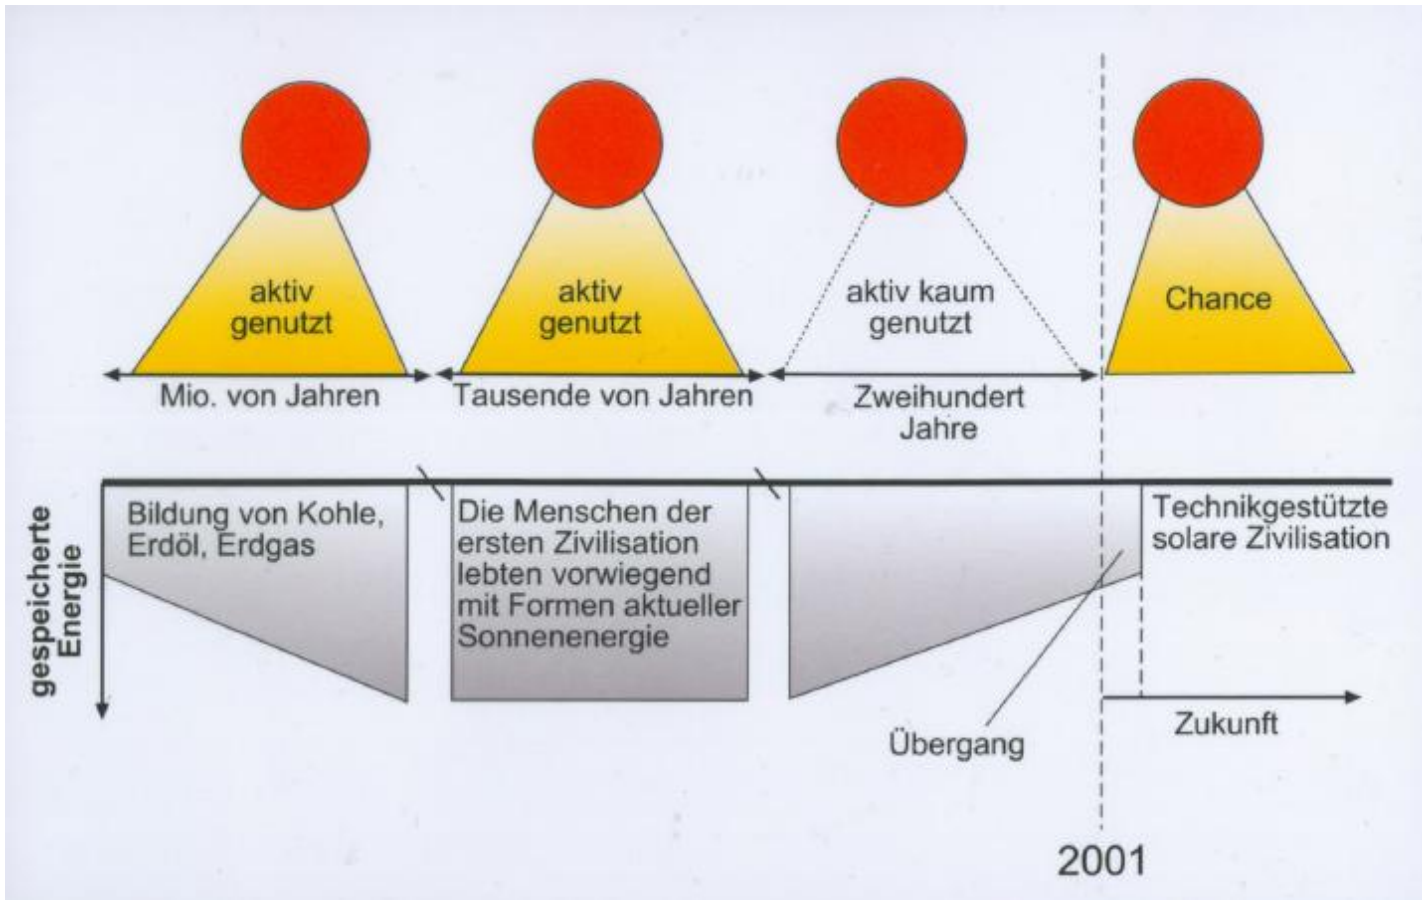 aktiv
genutzt
aktiv
genutzt
aktiv kaum
genutzt
Chance
Mio. von Jahren
Tausende von Jahren
Zweihundert
Jahre
gespeicherte
Energie
Bildung von Kohle,
Erdöl, Erdgas
Die Menschen der
ersten Zivilisation
lebten vorwiegend
mit Formen aktueller
Sonnenenergie
Technikgestützte
solare Zivilisation
Übergang
Zukunft
2001